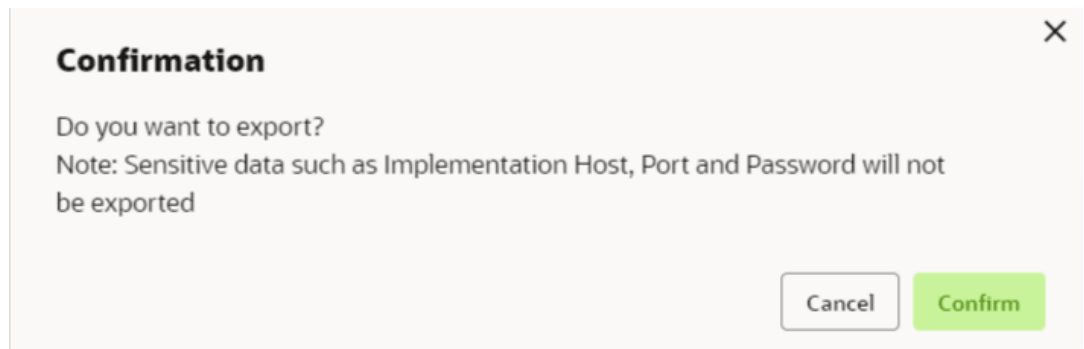 Confirmation
Do you want to export?
Note: Sensitive data such as Implementation Host, Port and Password will not
be exported
Cancel
Confirm